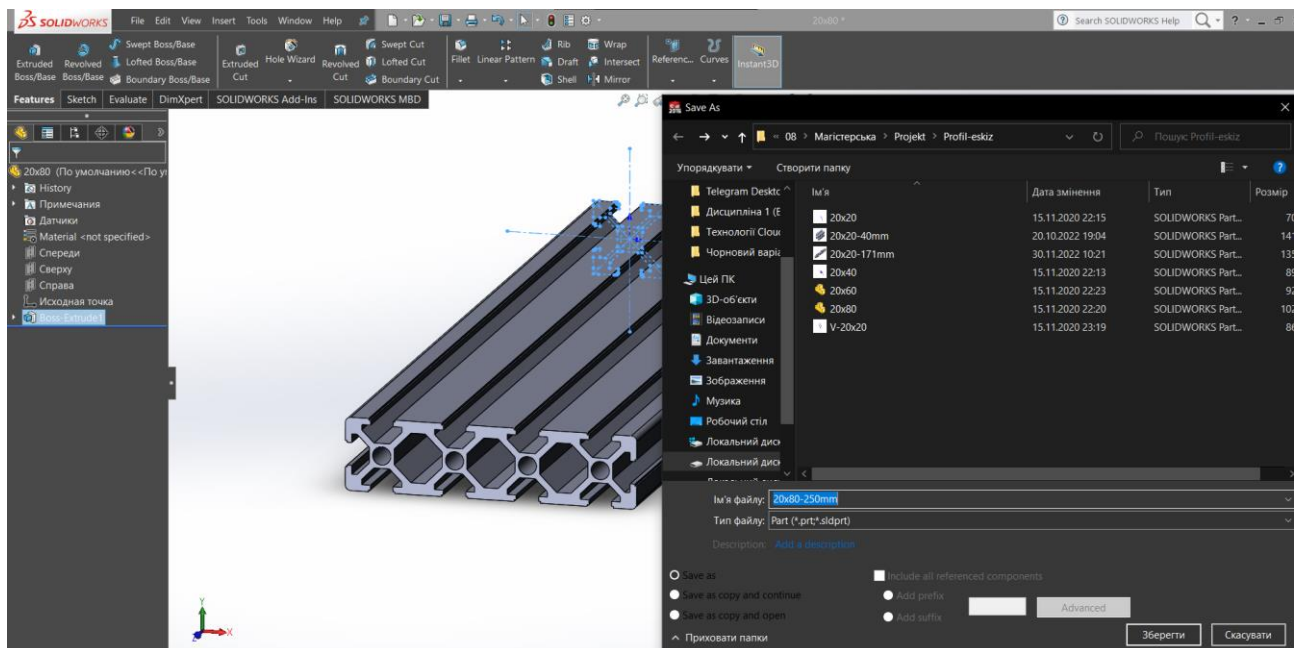 SOLIDWORKS File Edit View Insert Tools Window Help 20x80 * Search SOLIDWORKS Help
Extruded Boss/Base
Revolved Boss/Base
Swept Boss/Base
Lofted Boss/Base
Boundary Boss/Base
Extruded Cut
Hole Wizard
Revolved Cut
Swept Cut
Lofted Cut
Boundary Cut
Fillet
Linear Pattern
Rib
Draft
Shell
Wrap
Intersect
Mirror
Referenc...
Curves
Instant3D
Features Sketch Evaluate DimXpert SOLIDWORKS Add-Ins SOLIDWORKS MBD
20x80 (По умолчанию<<По у
History
Примечания
Датчики
Material <not specified>
Спереди
Сверху
Справа
Исходная точка
Boss-Extrude1
Y
X
Z
Save As
« 08 > Магістерська > Projekt > Profil-eskiz
Пошук: Profil-eskiz
Упорядкувати Створити папку
Telegram Desktc
Дисципліна 1 (Е
Технології Clou
Чорновий варіа
Цей ПК
3D-об'єкти
Відеозаписи
Документи
Завантаження
Зображення
Музика
Робочий стіл
Локальний диск
Локальний диск
Ім'я Дата змінення Тип Розмір
20x20 15.11.2020 22:15 SOLIDWORKS Part... 70
20x20-40mm 20.10.2022 19:04 SOLIDWORKS Part... 141
20x20-171mm 30.11.2022 10:21 SOLIDWORKS Part... 135
20x40 15.11.2020 22:13 SOLIDWORKS Part... 89
20x60 15.11.2020 22:23 SOLIDWORKS Part... 92
20x80 15.11.2020 22:20 SOLIDWORKS Part... 102
V-20x20 15.11.2020 23:19 SOLIDWORKS Part... 86
Ім'я файлу: 20x80-250mm
Тип файлу: Part (*.prt;*.sldprt)
Description: Add a description
Save as
Save as copy and continue
Save as copy and open
Include all referenced components
Add prefix
Add suffix
Advanced
Приховати папки
Зберегти Скасувати